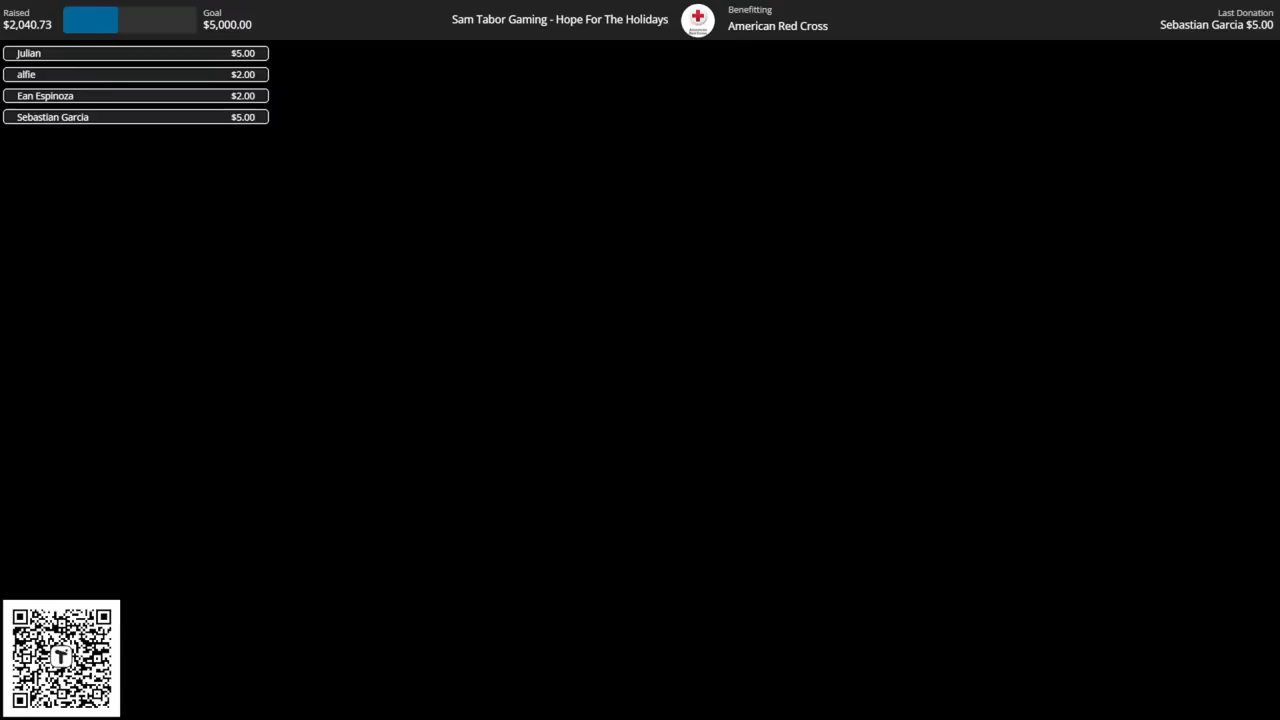 Raised
$2,040.73
Goal
$5,000.00
Sam Tabor Gaming - Hope For The Holidays
Benefitting
American Red Cross
Last Donation
Sebastian Garcia $5.00
Julian $5.00
alfie $2.00
Ean Espinoza $2.00
Sebastian Garcia $5.00